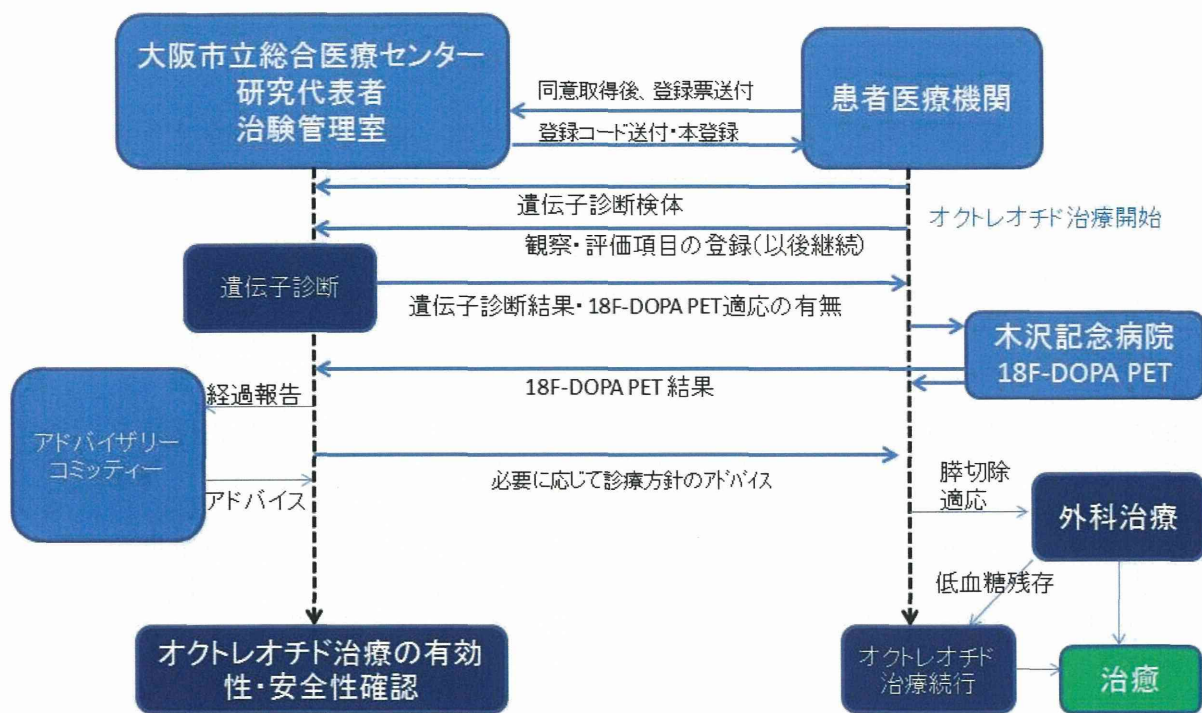 大阪市立総合医療センター
研究代表者
治験管理室
同意取得後、登録票送付
登録コード送付・本登録
患者医療機関
遺伝子診断検体
オクトレオチド治療開始
観察・評価項目の登録(以後継続)
遺伝子診断
遺伝子診断結果・18F-DOPA PET適応の有無
木沢記念病院
18F-DOPA PET
18F-DOPA PET 結果
経過報告
アドバイザリー
コミッティー
アドバイス
必要に応じて診療方針のアドバイス
膵切除
適応
外科治療
低血糖残存
オクトレオチド治療の有効
性・安全性確認
オクトレオチド
治療続行
治癒